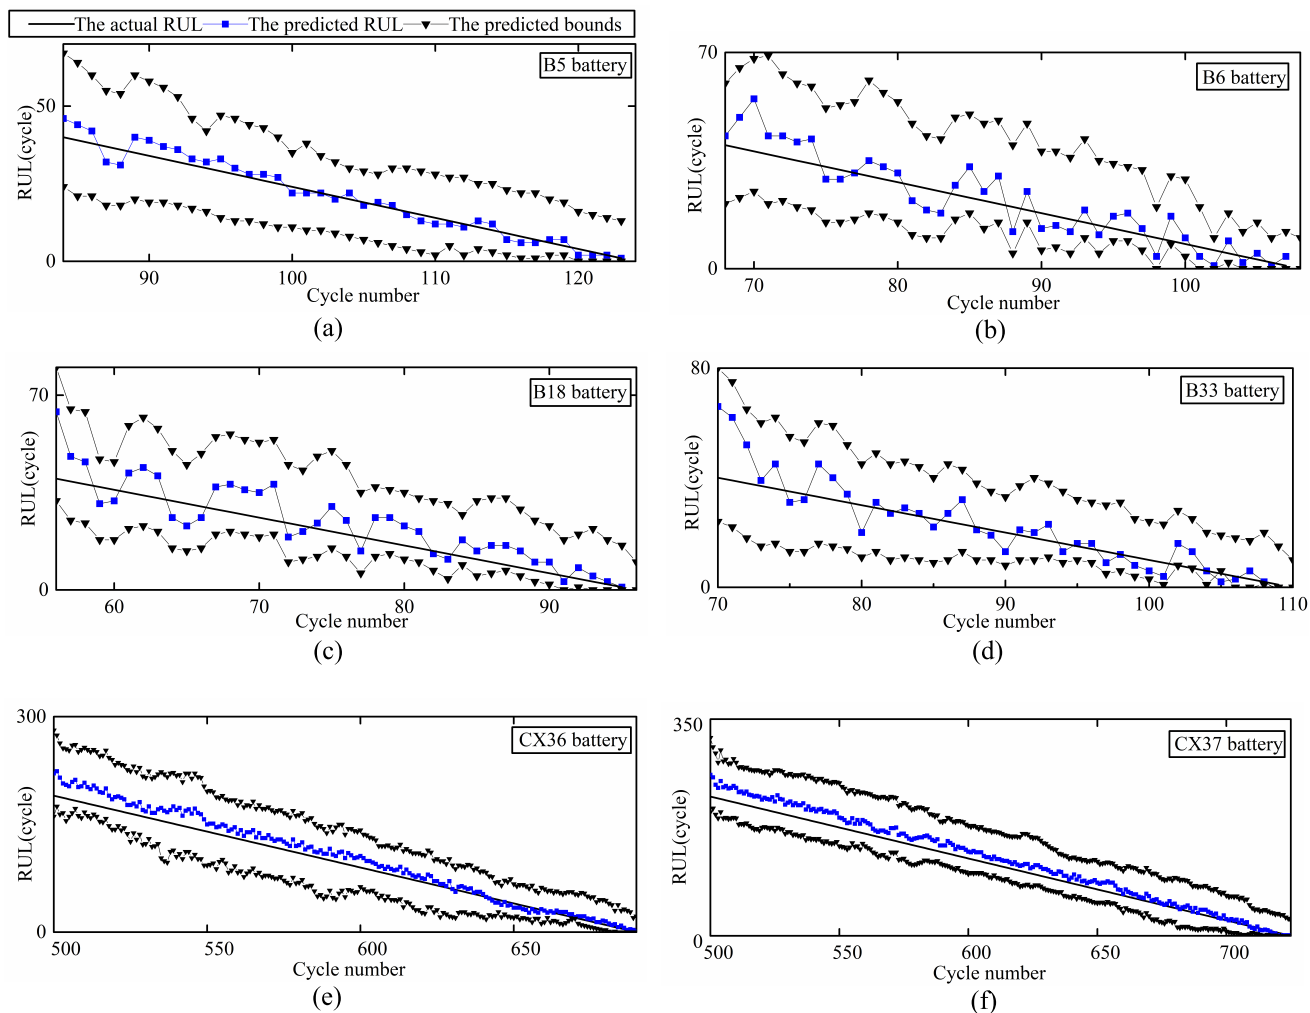 The actual RUL The predicted RUL The predicted bounds
B5 battery
50
0
RUL(cycle)
90 100 110 120
Cycle number
(a)
B6 battery
70
0
RUL(cycle)
70 80 90 100
Cycle number
(b)
B18 battery
70
0
RUL(cycle)
60 70 80 90
Cycle number
(c)
B33 battery
80
0
RUL(cycle)
70 80 90 100 110
Cycle number
(d)
CX36 battery
300
0
RUL(cycle)
500 550 600 650
Cycle number
(e)
CX37 battery
350
0
RUL(cycle)
500 550 600 650 700
Cycle number
(f)